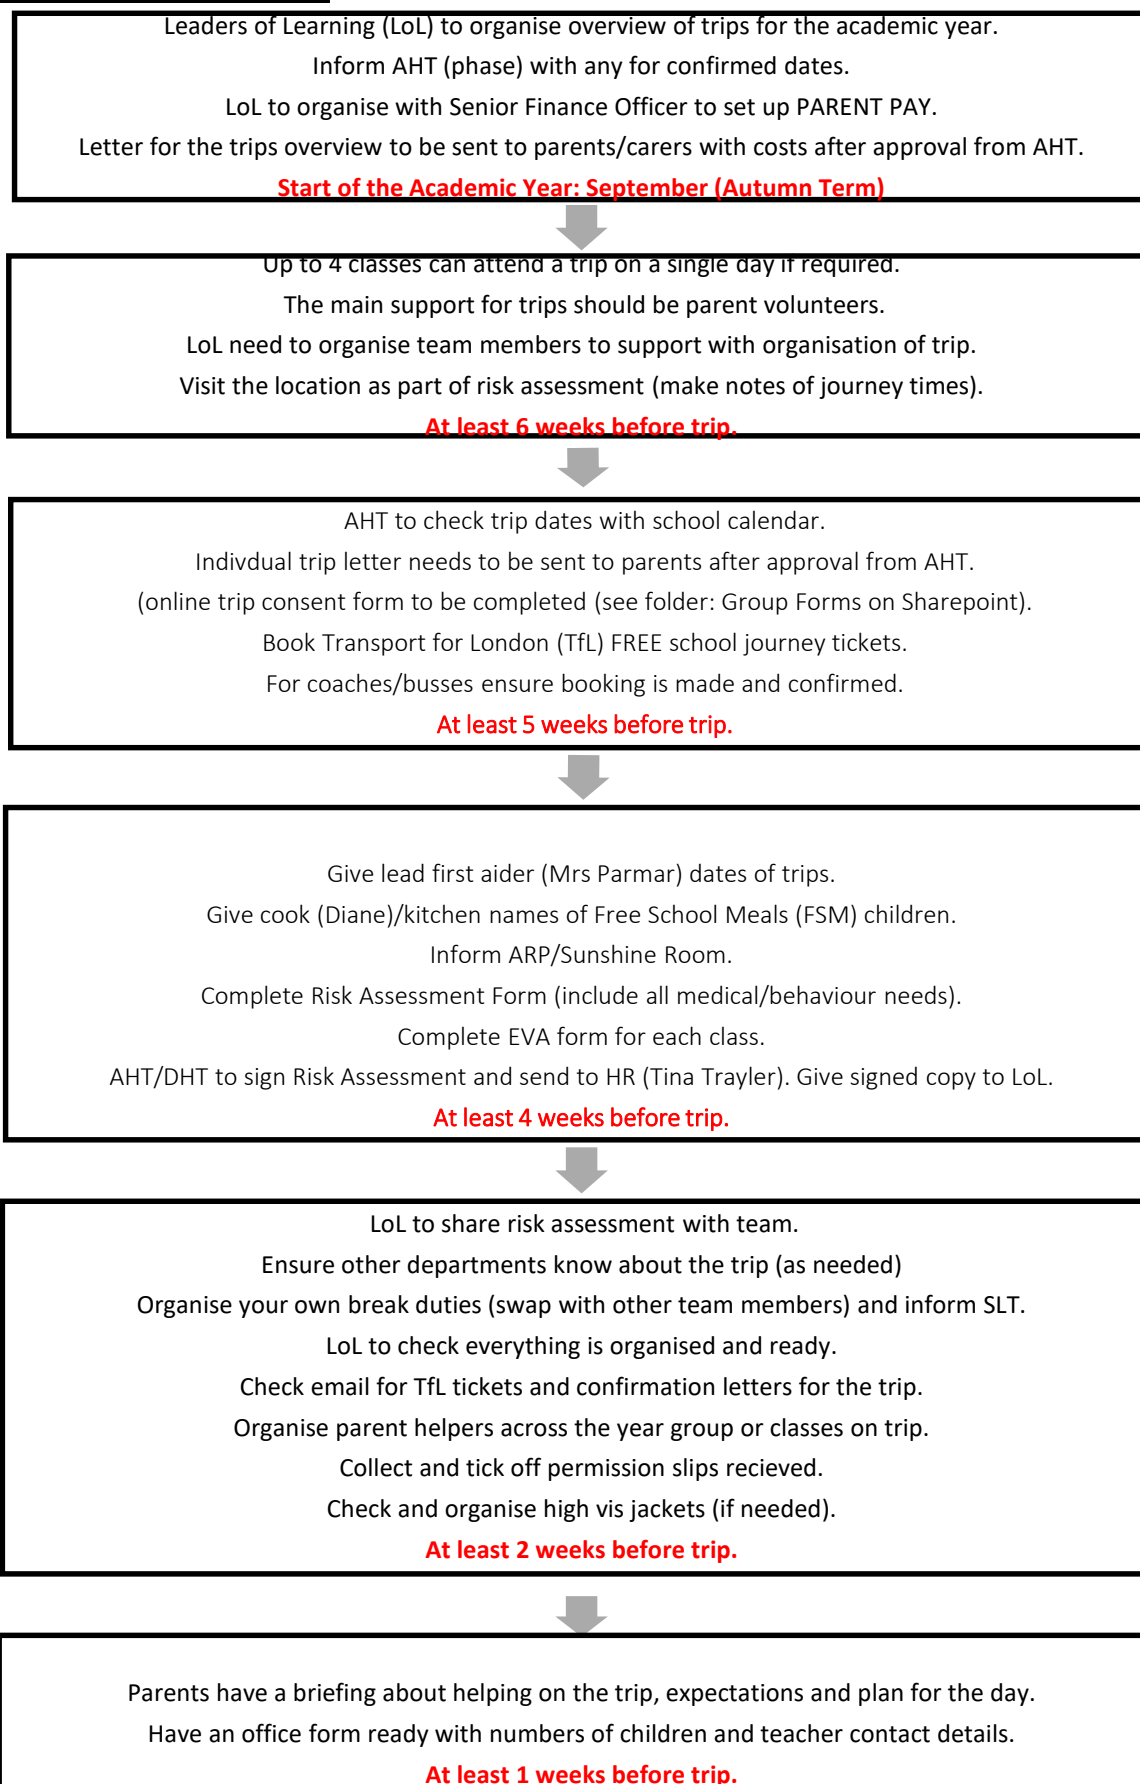 Leaders of Learning (LoL) to organise overview of trips for the academic year.
Inform AHT (phase) with any for confirmed dates.
LoL to organise with Senior Finance Officer to set up PARENT PAY.
Letter for the trips overview to be sent to parents/carers with costs after approval from AHT.
Start of the Academic Year: September (Autumn Term)
Up to 4 classes can attend a trip on a single day if required.
The main support for trips should be parent volunteers.
LoL need to organise team members to support with organisation of trip.
Visit the location as part of risk assessment (make notes of journey times).
At least 6 weeks before trip.
AHT to check trip dates with school calendar.
Indivdual trip letter needs to be sent to parents after approval from AHT.
(online trip consent form to be completed (see folder: Group Forms on Sharepoint).
Book Transport for London (TfL) FREE school journey tickets.
For coaches/busses ensure booking is made and confirmed.
At least 5 weeks before trip.
Give lead first aider (Mrs Parmar) dates of trips.
Give cook (Diane)/kitchen names of Free School Meals (FSM) children.
Inform ARP/Sunshine Room.
Complete Risk Assessment Form (include all medical/behaviour needs).
Complete EVA form for each class.
AHT/DHT to sign Risk Assessment and send to HR (Tina Trayler). Give signed copy to LoL.
At least 4 weeks before trip.
LoL to share risk assessment with team.
Ensure other departments know about the trip (as needed)
Organise your own break duties (swap with other team members) and inform SLT.
LoL to check everything is organised and ready.
Check email for TfL tickets and confirmation letters for the trip.
Organise parent helpers across the year group or classes on trip.
Collect and tick off permission slips recieved.
Check and organise high vis jackets (if needed).
At least 2 weeks before trip.
Parents have a briefing about helping on the trip, expectations and plan for the day.
Have an office form ready with numbers of children and teacher contact details.
At least 1 weeks before trip.